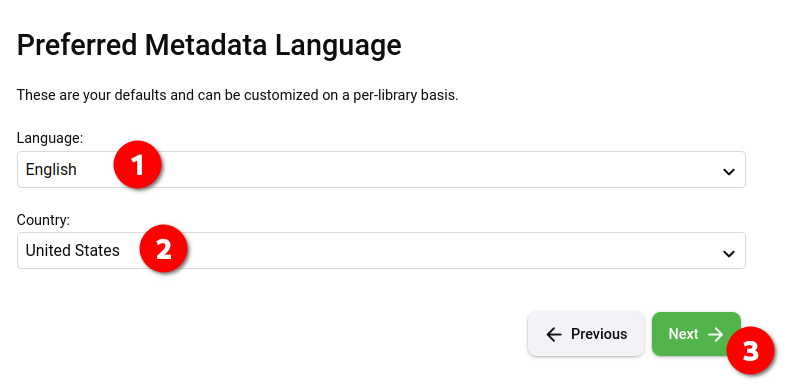 Preferred Metadata Language
These are your defaults and can be customized on a per-library basis.
Language:
English
1
Country:
United States
2
Previous
Next
3